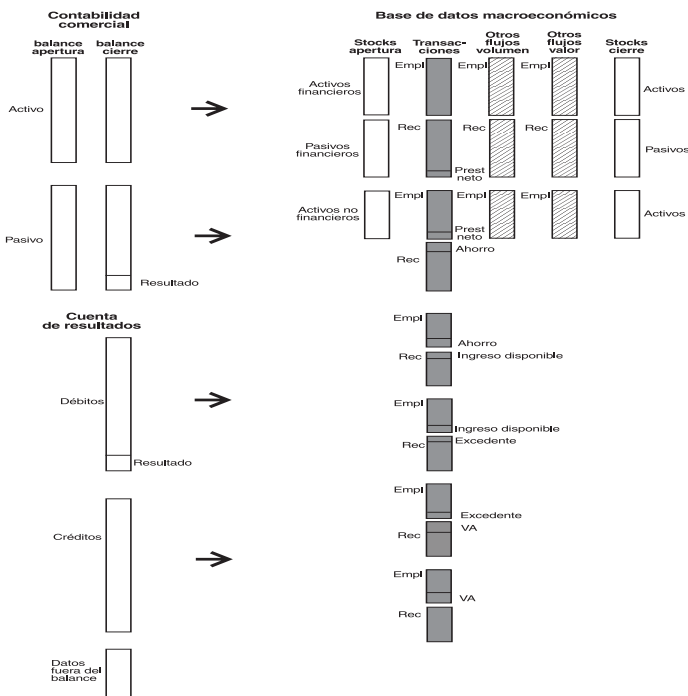 Contabilidad
comercial
balance
apertura
balance
cierre
Activo
Pasivo
Resultado
Cuenta
de resultados
Débitos
Resultado
Créditos
Datos
fuera del
balance
Base de datos macroeconómicos
Stocks
apertura
Transac-
ciones
Otros
flujos
volumen
Otros
flujos
valor
Stocks
cierre
Activos
financieros
Empl
Empl
Empl
Activos
Pasivos
financieros
Rec
Rec
Rec
Prest
neto
Pasivos
Activos no
financieros
Empl
Empl
Empl
Prest
neto
Activos
Rec
Ahorro
Empl
Ahorro
Rec
Ingreso disponible
Empl
Ingreso disponible
Rec
Excedente
Empl
Excedente
Rec
VA
Empl
VA
Rec